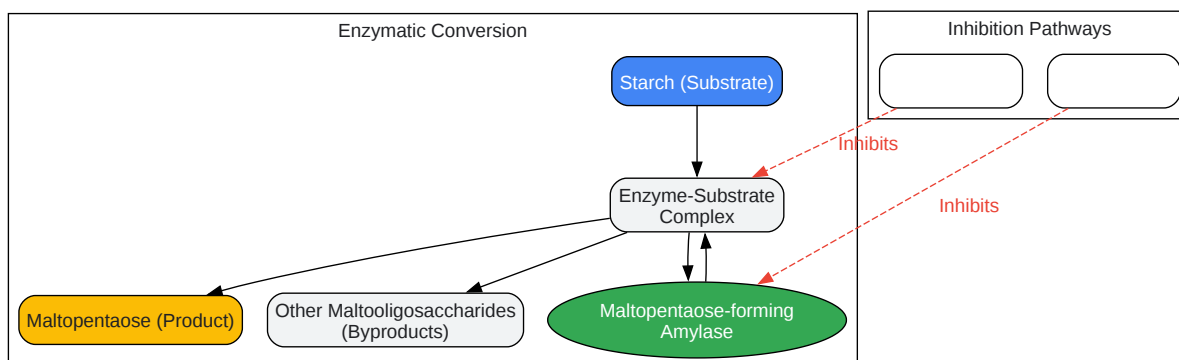 Enzymatic Conversion
Inhibition Pathways
Starch (Substrate)
Inhibits
Enzyme-Substrate
Complex
Inhibits
Maltopentaose (Product)
Other Maltooligosaccharides
(Byproducts)
Maltopentaose-forming
Amylase